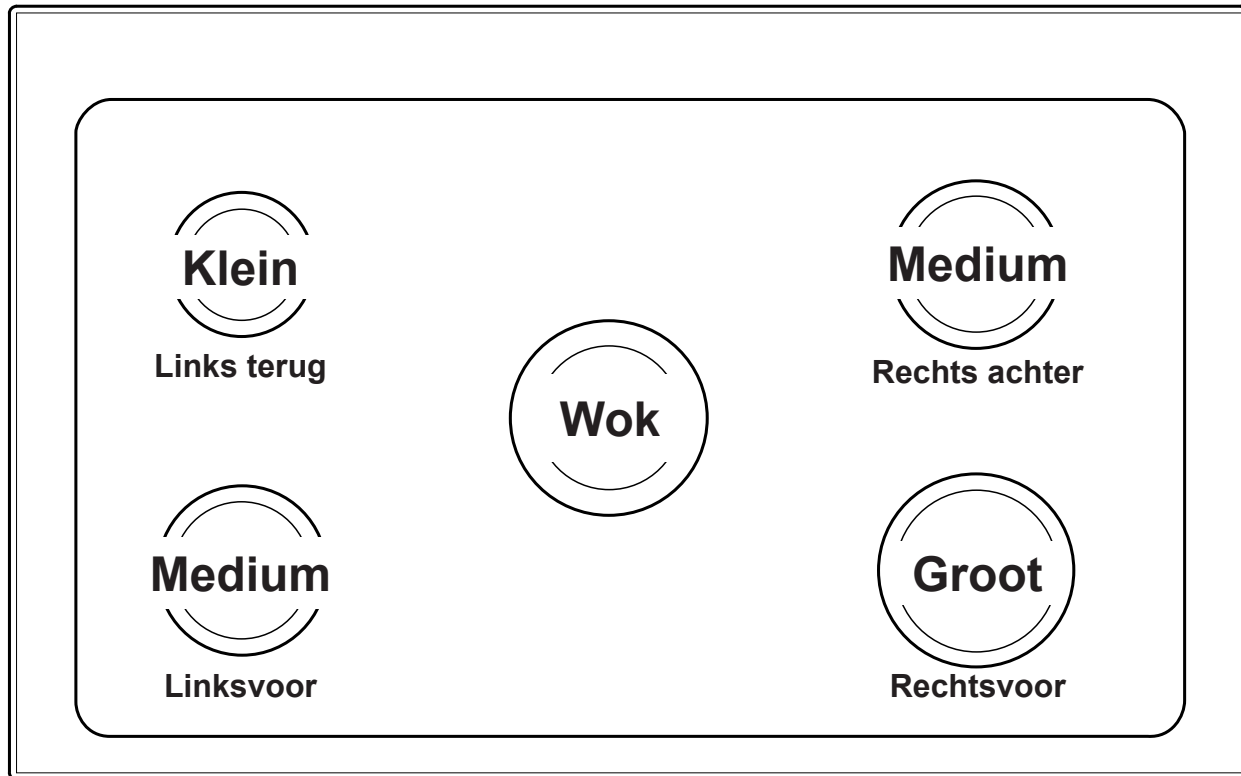 Klein
Links terug
Medium
Rechts achter
Wok
Medium
Linksvoor
Groot
Rechtsvoor